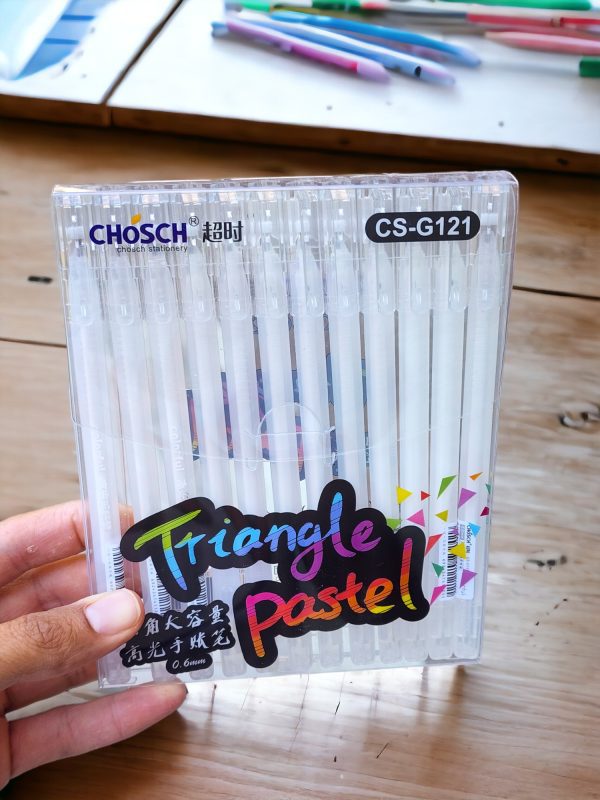 CHOSCH® 超时
chosch stationery
CS-G121
Triangle
pastel
角大容量
高光手账笔
0.6mm